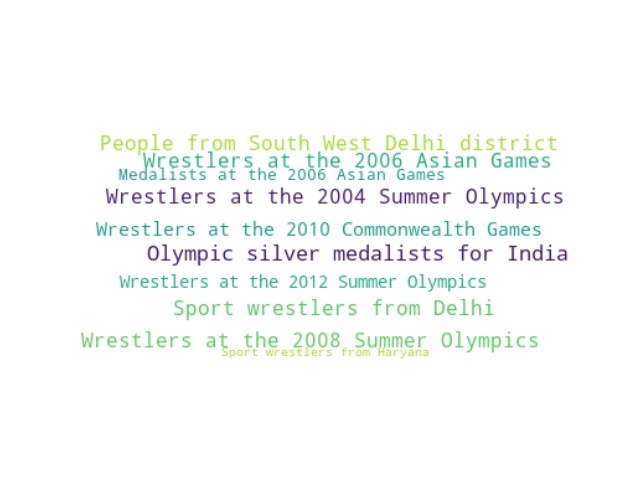 People from South West Delhi district
Wrestlers at the 2006 Asian Games
Medalists at the 2006 Asian Games
Wrestlers at the 2004 Summer Olympics
Wrestlers at the 2010 Commonwealth Games
Olympic silver medalists for India
Wrestlers at the 2012 Summer Olympics
Sport wrestlers from Delhi
Wrestlers at the 2008 Summer Olympics
Sport wrestlers from Haryana